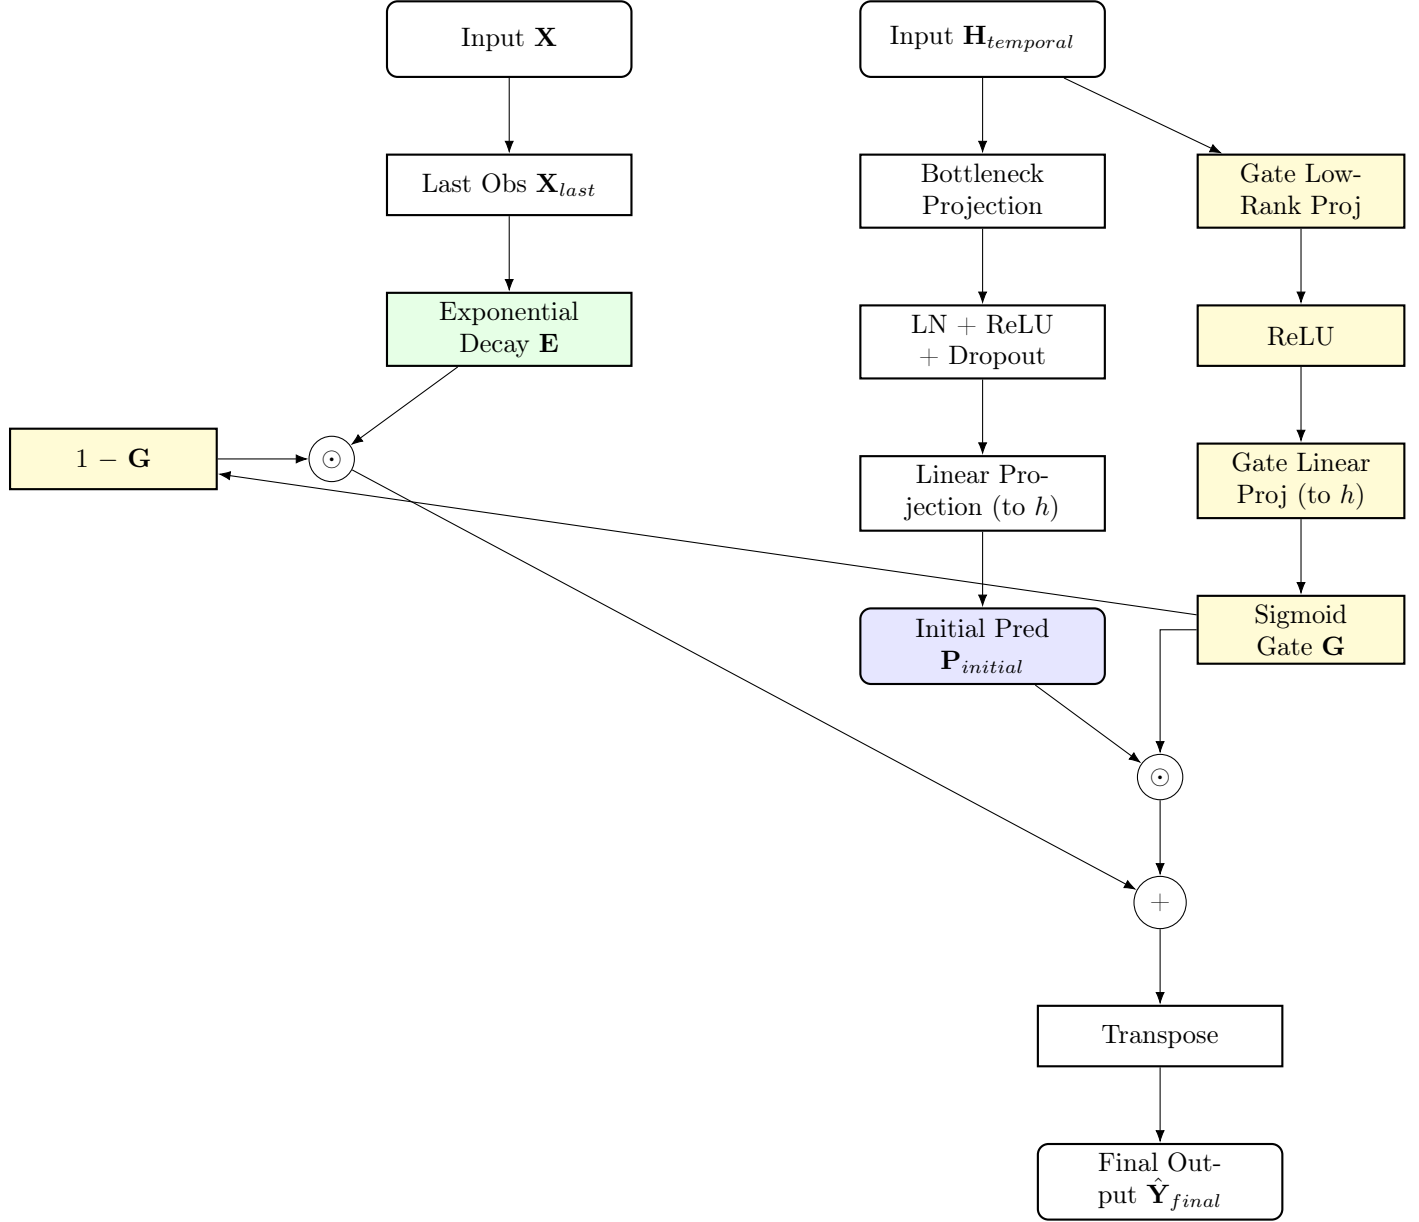 Input X
Input H_temporal
Last Obs X_last
Bottleneck
Projection
Gate Low-
Rank Proj
Exponential
Decay E
LN + ReLU
+ Dropout
ReLU
1 − G
⊙
Linear Pro-
jection (to h)
Gate Linear
Proj (to h)
Initial Pred
P_initial
Sigmoid
Gate G
⊙
+
Transpose
Final Out-
put Ŷ_final